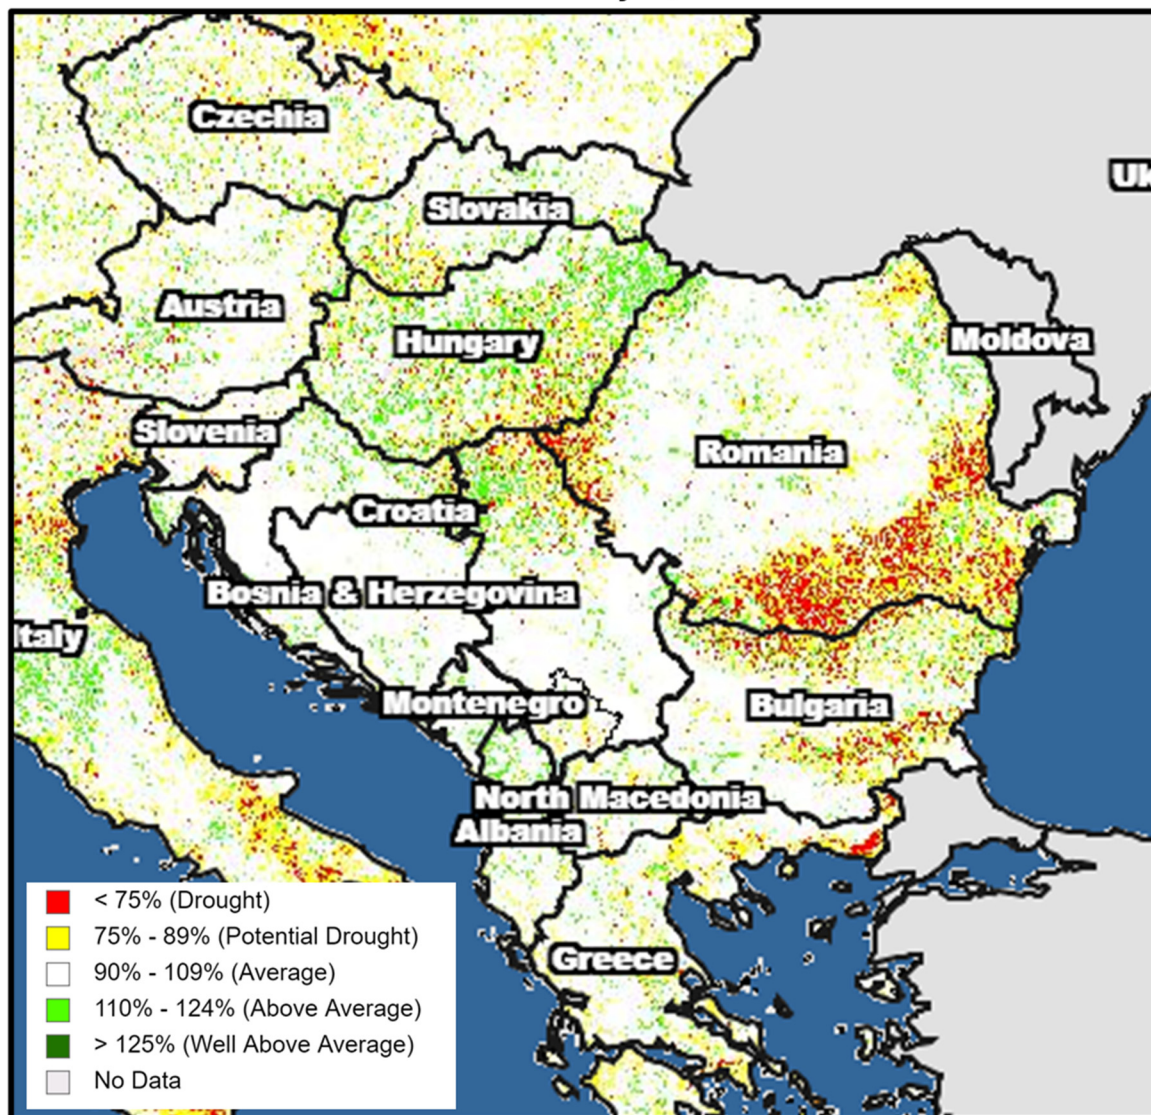 Czechia
Uk
Slovakia
Austria
Hungary
Moldova
Slovenia
Romania
Croatia
Bosnia & Herzegovina
Italy
Montenegro
Bulgaria
North Macedonia
Albania
Greece
< 75% (Drought)
75% - 89% (Potential Drought)
90% - 109% (Average)
110% - 124% (Above Average)
> 125% (Well Above Average)
No Data